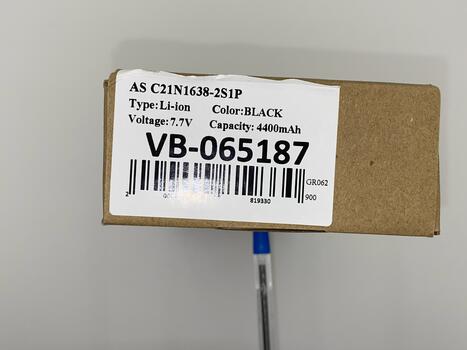 AS C21N1638-2S1P
Type:Li-ion Color:BLACK
Voltage:7.7V Capacity: 4400mAh
VB-065187
GR062
819330 900